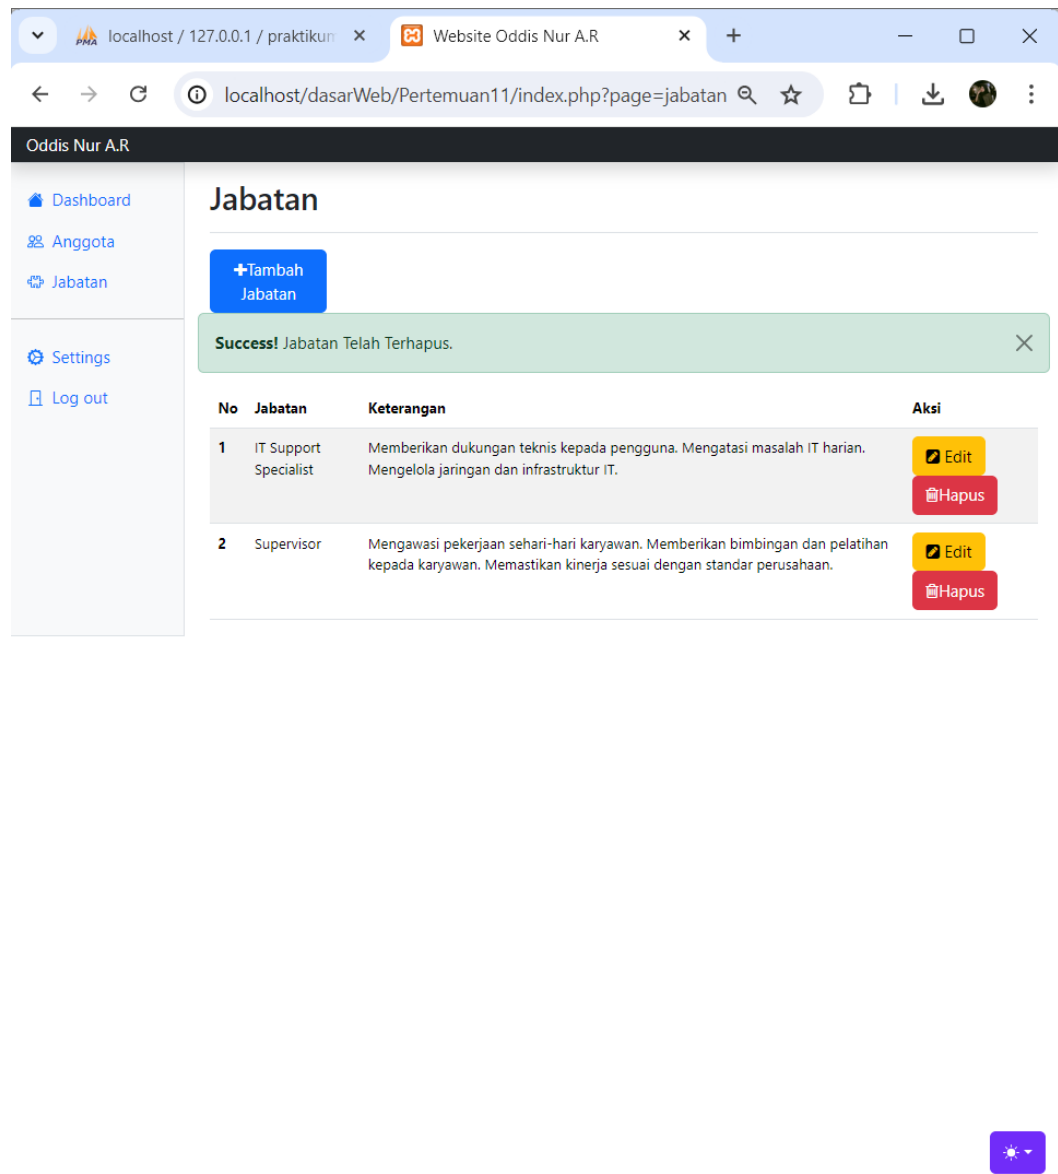 localhost / 127.0.0.1 / praktikun
Website Oddis Nur A.R
localhost/dasarWeb/Pertemuan11/index.php?page=jabatan
Oddis Nur A.R
Dashboard
Anggota
Jabatan
Settings
Log out
Jabatan
+Tambah
Jabatan
Success! Jabatan Telah Terhapus.
No Jabatan Keterangan Aksi
1 IT Support Memberikan dukungan teknis kepada pengguna. Mengatasi masalah IT harian. Edit
Specialist Mengelola jaringan dan infrastruktur IT.
Hapus
2 Supervisor Mengawasi pekerjaan sehari-hari karyawan. Memberikan bimbingan dan pelatihan Edit
kepada karyawan. Memastikan kinerja sesuai dengan standar perusahaan.
Hapus